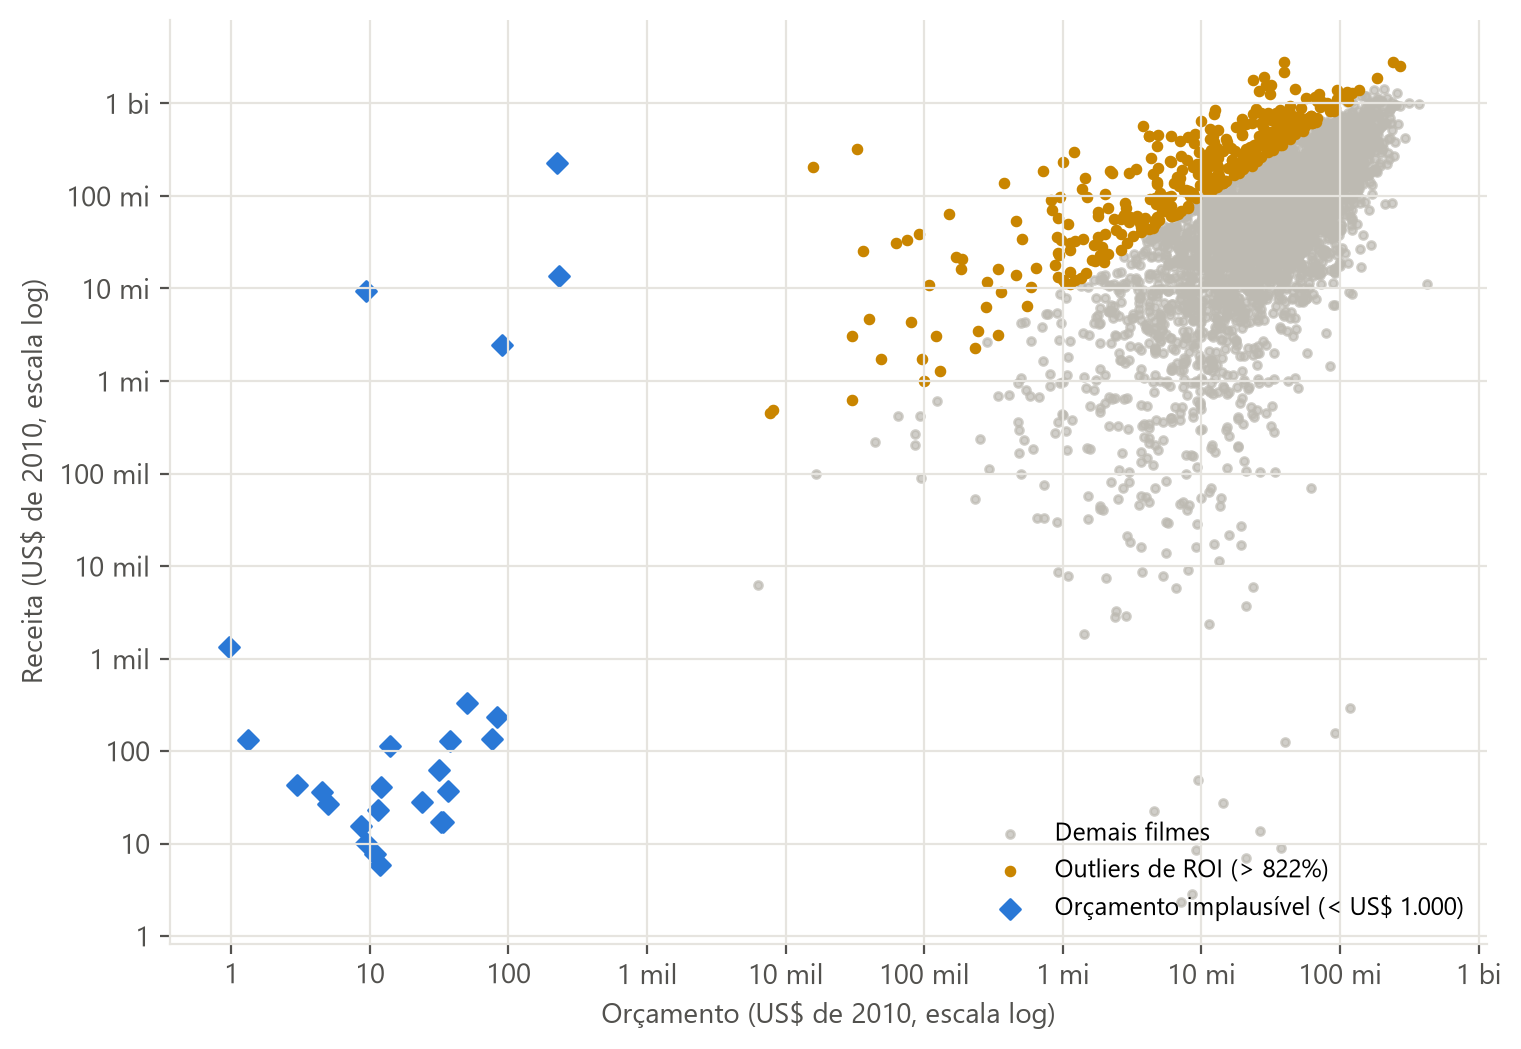 Receita (US$ de 2010, escala log)
1 bi
100 mi
10 mi
1 mi
100 mil
10 mil
1 mil
100
10
1
Demais filmes
Outliers de ROI (> 822%)
Orçamento implausível (< US$ 1.000)
1
10
100
1 mil
10 mil
100 mil
1 mi
10 mi
100 mi
1 bi
Orçamento (US$ de 2010, escala log)